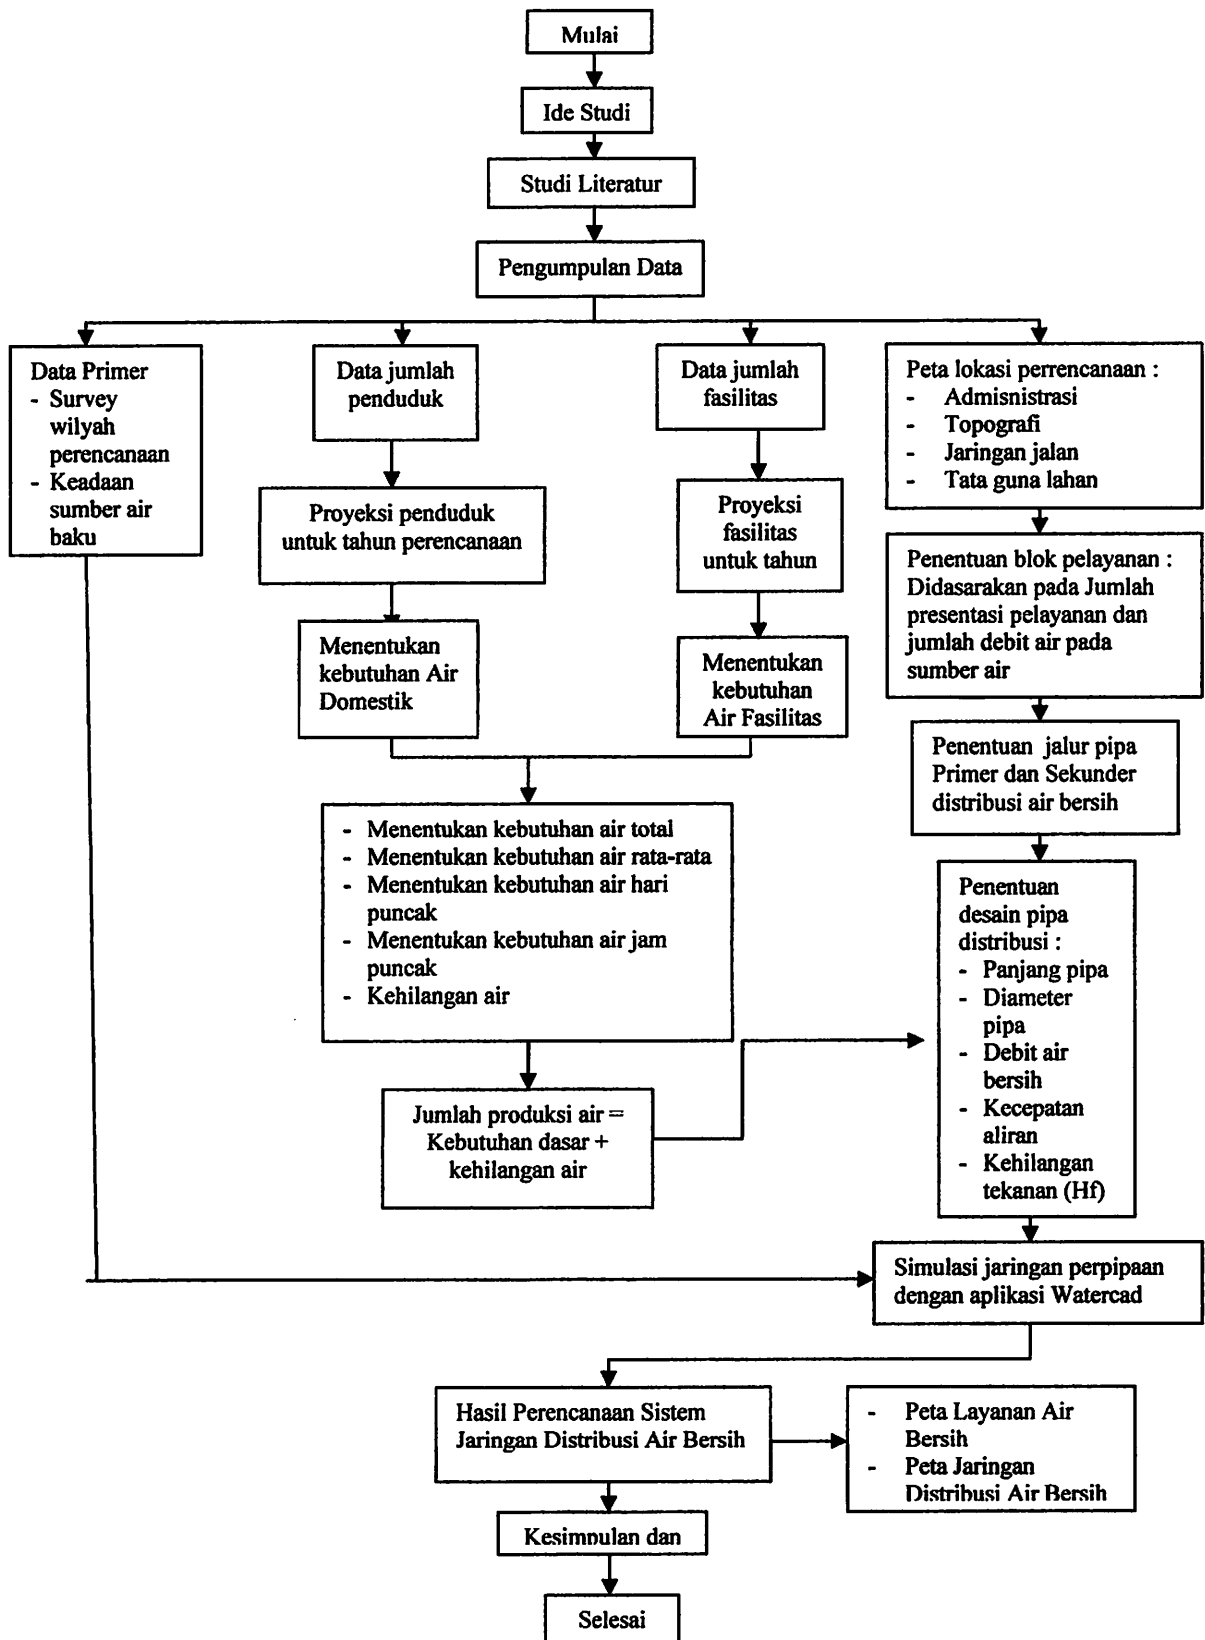 Mulai
Ide Studi
Studi Literatur
Pengumpulan Data
Data Primer
- Survey
wilyah
perencanaan
- Keadaan
sumber air
baku
Data jumlah
penduduk
Data jumlah
fasilitas
Peta lokasi perrencanaan :
- Admisnistrasi
- Topografi
- Jaringan jalan
- Tata guna lahan
Proyeksi penduduk
untuk tahun perencanaan
Proyeksi
fasilitas
untuk tahun
Penentuan blok pelayanan :
Didasarakan pada Jumlah
presentasi pelayanan dan
jumlah debit air pada
sumber air
Menentukan
kebutuhan Air
Domestik
Menentukan
kebutuhan
Air Fasilitas
Penentuan jalur pipa
Primer dan Sekunder
distribusi air bersih
- Menentukan kebutuhan air total
- Menentukan kebutuhan air rata-rata
- Menentukan kebutuhan air hari
puncak
- Menentukan kebutuhan air jam
puncak
- Kehilangan air
Penentuan
desain pipa
distribusi :
- Panjang pipa
- Diameter
pipa
- Debit air
bersih
- Kecepatan
aliran
- Kehilangan
tekanan (Hf)
Jumlah produksi air =
Kebutuhan dasar +
kehilangan air
Simulasi jaringan perpipaan
dengan aplikasi Watercad
Hasil Perencanaan Sistem
Jaringan Distribusi Air Bersih
- Peta Layanan Air
Bersih
- Peta Jaringan
Distribusi Air Bersih
Kesimpulan dan
Selesai